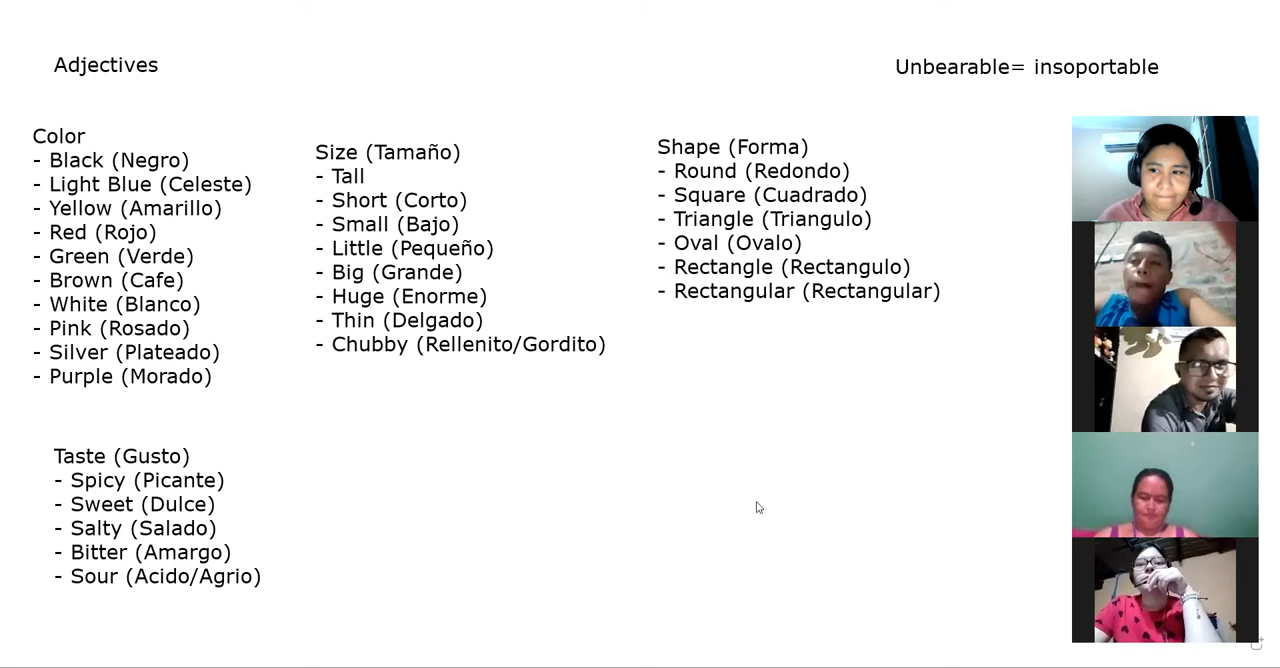 Adjectives
Unbearable= insoportable
Color
- Black (Negro)
- Light Blue (Celeste)
- Yellow (Amarillo)
- Red (Rojo)
- Green (Verde)
- Brown (Cafe)
- White (Blanco)
- Pink (Rosado)
- Silver (Plateado)
- Purple (Morado)
Size (Tamaño)
- Tall
- Short (Corto)
- Small (Bajo)
- Little (Pequeño)
- Big (Grande)
- Huge (Enorme)
- Thin (Delgado)
- Chubby (Rellenito/Gordito)
Shape (Forma)
- Round (Redondo)
- Square (Cuadrado)
- Triangle (Triangulo)
- Oval (Ovalo)
- Rectangle (Rectangulo)
- Rectangular (Rectangular)
Taste (Gusto)
- Spicy (Picante)
- Sweet (Dulce)
- Salty (Salado)
- Bitter (Amargo)
- Sour (Acido/Agrio)